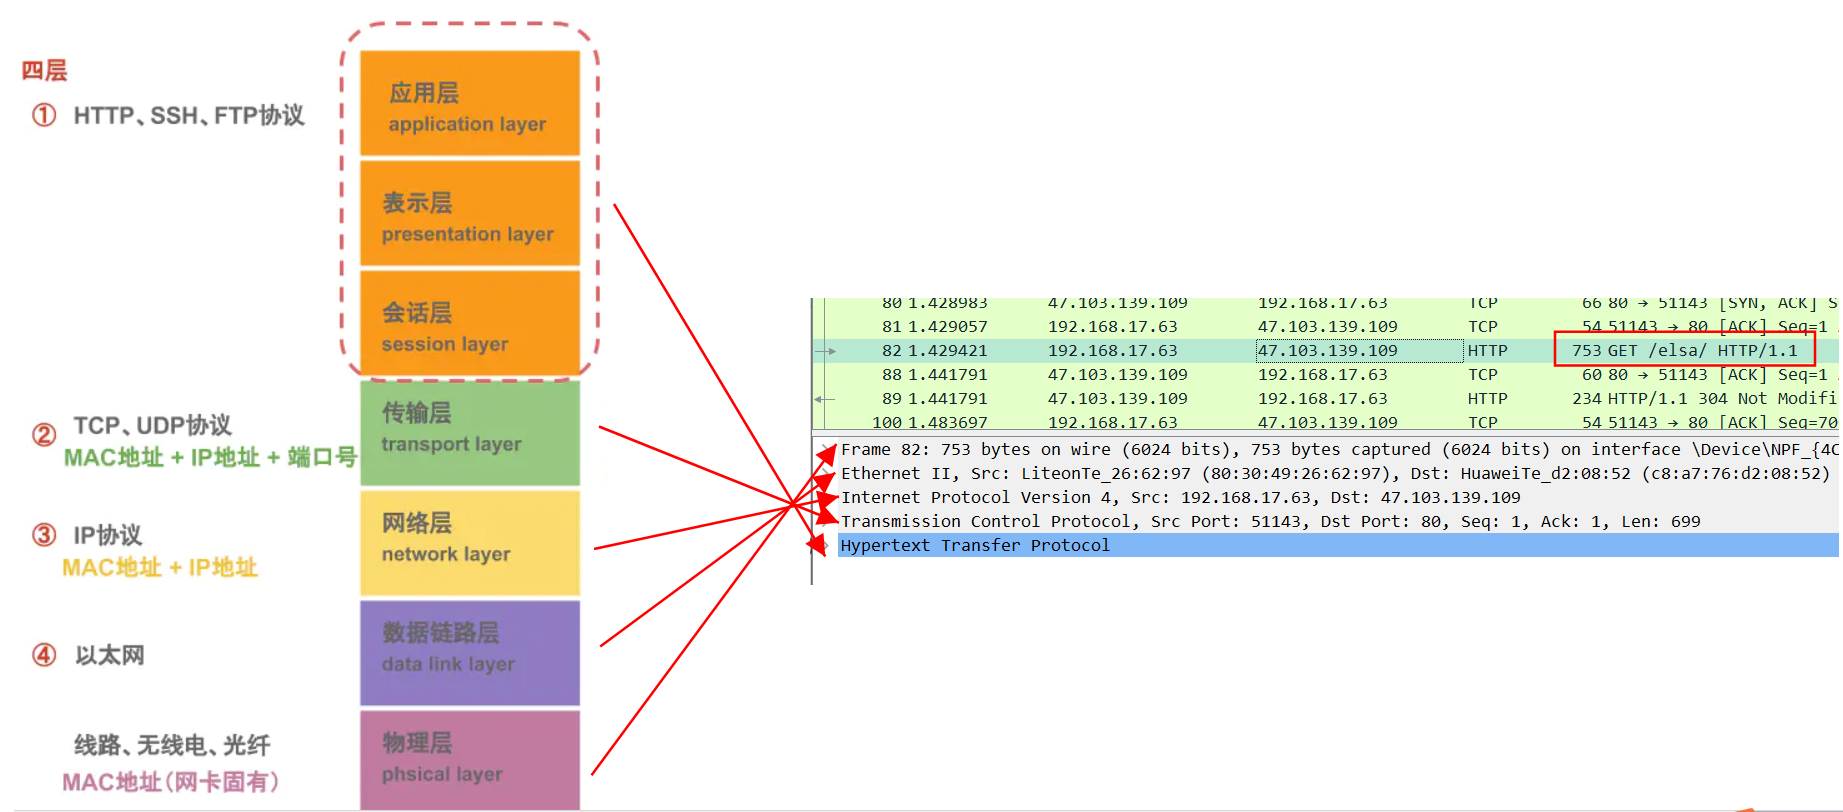 四层
① HTTP、SSH、FTP协议
应用层
application layer
表示层
presentation layer
会话层
session layer
② TCP、UDP协议
MAC地址 + IP地址 + 端口号
传输层
transport layer
③ IP协议
MAC地址 + IP地址
网络层
network layer
④ 以太网
数据链路层
data link layer
线路、无线电、光纤
MAC地址（网卡固有）
物理层
phsical layer
80 1.428983 47.103.139.109 192.168.17.63 TCP 66 80 → 51143 [SYN, ACK] S
81 1.429057 192.168.17.63 47.103.139.109 TCP 54 51143 → 80 [ACK] Seq=1
82 1.429421 192.168.17.63 47.103.139.109 HTTP 753 GET /elsa/ HTTP/1.1
88 1.441791 47.103.139.109 192.168.17.63 TCP 60 80 → 51143 [ACK] Seq=1
89 1.441791 47.103.139.109 192.168.17.63 HTTP 234 HTTP/1.1 304 Not Modifi
100 1.483697 192.168.17.63 47.103.139.109 TCP 54 51143 → 80 [ACK] Seq=70
Frame 82: 753 bytes on wire (6024 bits), 753 bytes captured (6024 bits) on interface \Device\NPF_{4C
Ethernet II, Src: LiteonTe_26:62:97 (80:30:49:26:62:97), Dst: HuaweiTe_d2:08:52 (c8:a7:76:d2:08:52)
Internet Protocol Version 4, Src: 192.168.17.63, Dst: 47.103.139.109
Transmission Control Protocol, Src Port: 51143, Dst Port: 80, Seq: 1, Ack: 1, Len: 699
Hypertext Transfer Protocol